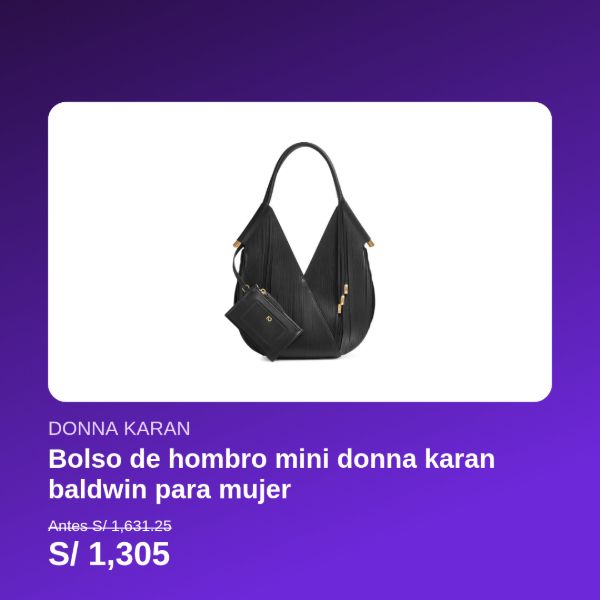 DONNA KARAN
Bolso de hombro mini donna karan
baldwin para mujer
Antes S/ 1,631.25
S/ 1,305